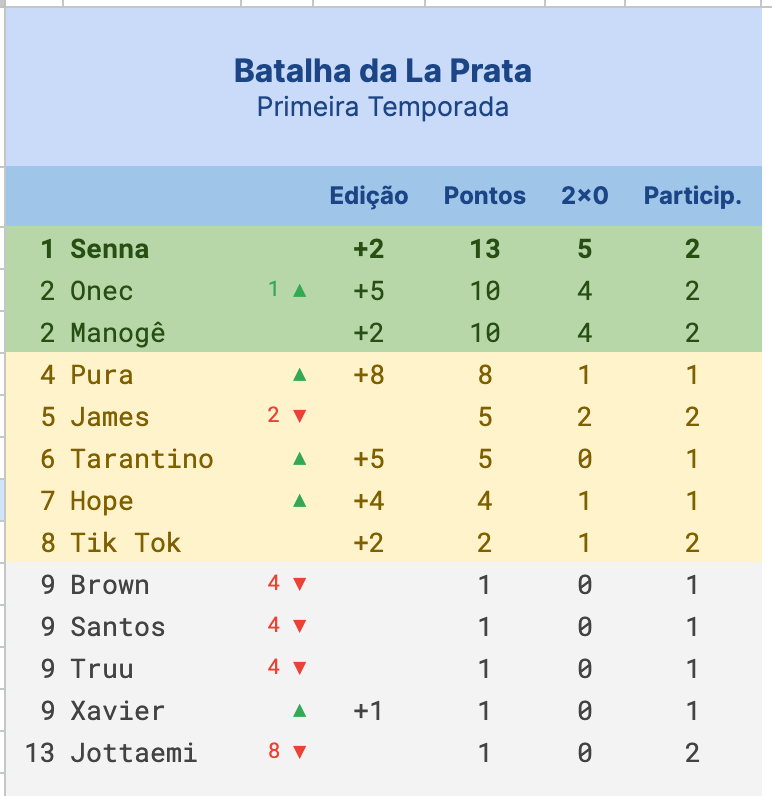 Batalha da La Prata
Primeira Temporada
Edição Pontos 2×0 Particip.
1 Senna +2 13 5 2
2 Onec 1 ▲ +5 10 4 2
2 Manogê +2 10 4 2
4 Pura ▲ +8 8 1 1
5 James 2 ▼ 5 2 2
6 Tarantino ▲ +5 5 0 1
7 Hope ▲ +4 4 1 1
8 Tik Tok +2 2 1 2
9 Brown 4 ▼ 1 0 1
9 Santos 4 ▼ 1 0 1
9 Truu 4 ▼ 1 0 1
9 Xavier ▲ +1 1 0 1
13 Jottaemi 8 ▼ 1 0 2